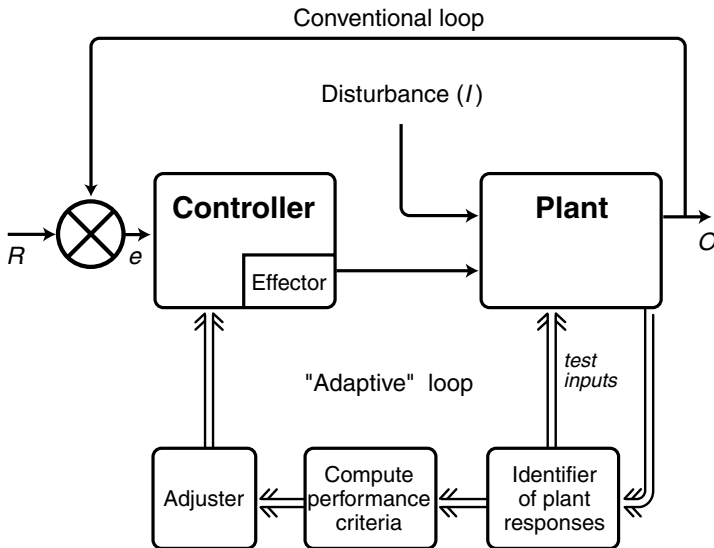 Conventional loop
Disturbance (I)
Controller
Plant
R
e
Effector
O
"Adaptive" loop
test
inputs
Adjuster
Compute
performance
criteria
Identifier
of plant
responses